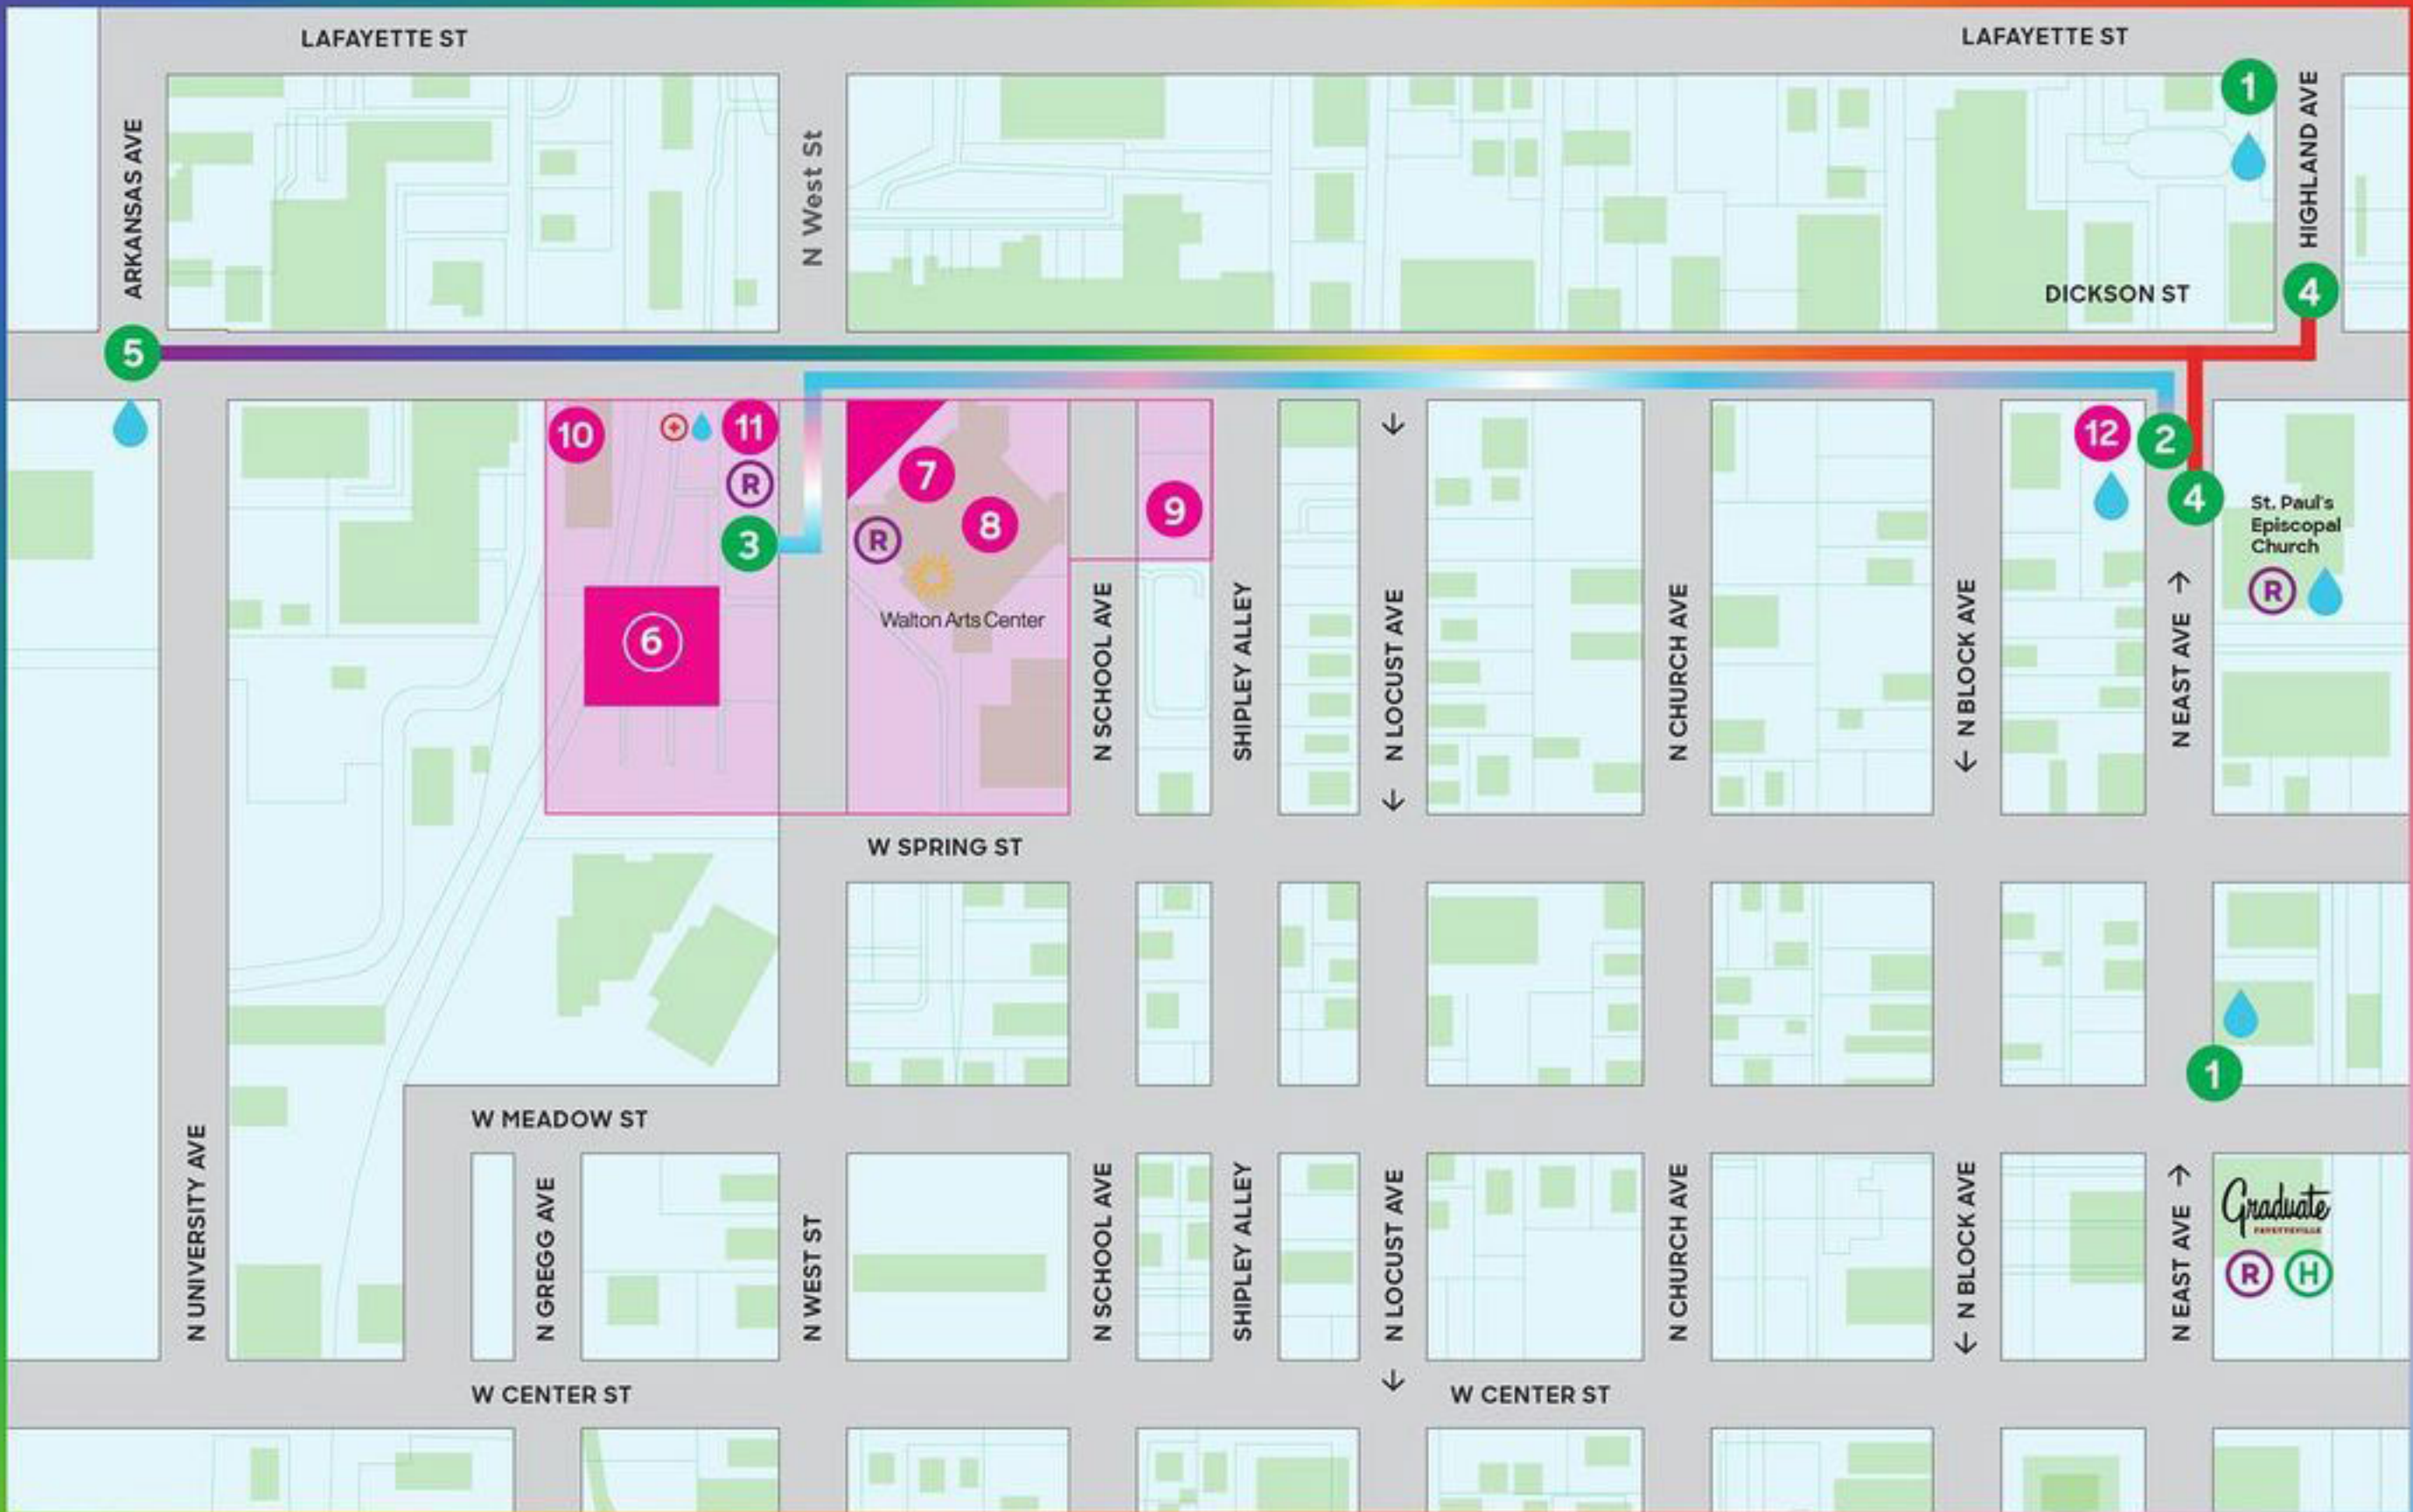 LAFAYETTE ST
LAFAYETTE ST
1
HIGHLAND AVE
ARKANSAS AVE
N West St
DICKSON ST
4
5
10
11
R
3
7
8
R
9
12
2
4
St. Paul's
Episcopal
Church
R
6
Walton Arts Center
N SCHOOL AVE
SHIPLEY ALLEY
N LOCUST AVE
N CHURCH AVE
N BLOCK AVE
N EAST AVE
W SPRING ST
1
W MEADOW ST
N UNIVERSITY AVE
N GREGG AVE
N WEST ST
N SCHOOL AVE
SHIPLEY ALLEY
N LOCUST AVE
N CHURCH AVE
N BLOCK AVE
N EAST AVE
Graduate
FAYETTEVILLE
R H
W CENTER ST
W CENTER ST